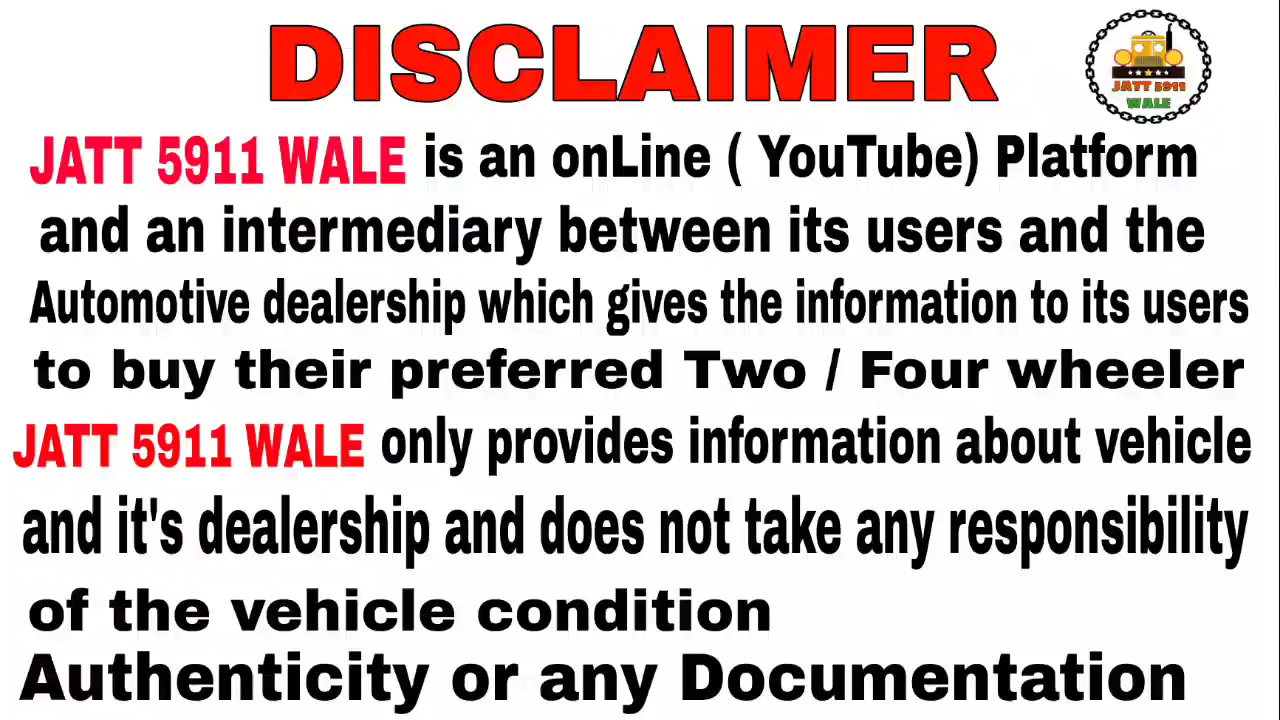 DISCLAIMER
JATT 5911
WALE
JATT 5911 WALE is an onLine ( YouTube) Platform
and an intermediary between its users and the
Automotive dealership which gives the information to its users
to buy their preferred Two / Four wheeler
JATT 5911 WALE only provides information about vehicle
and it's dealership and does not take any responsibility
of the vehicle condition
Authenticity or any Documentation